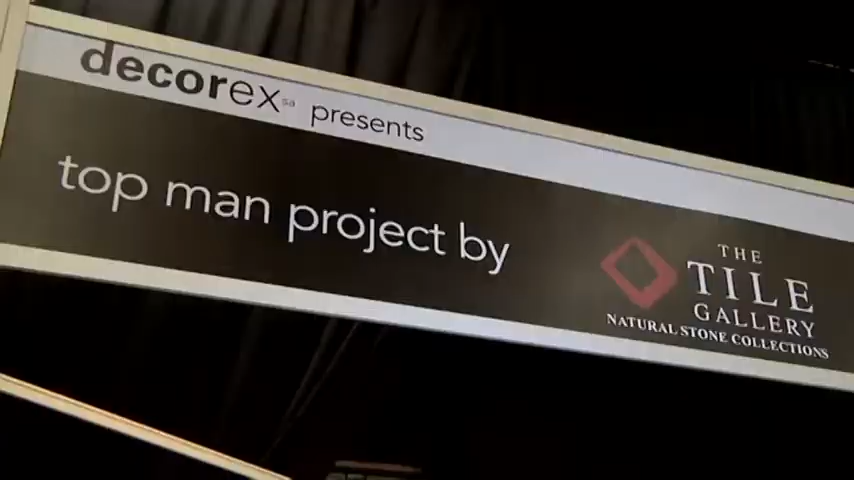 decorex sa presents
top man project by
THE
TILE
GALLERY
NATURAL STONE COLLECTIONS